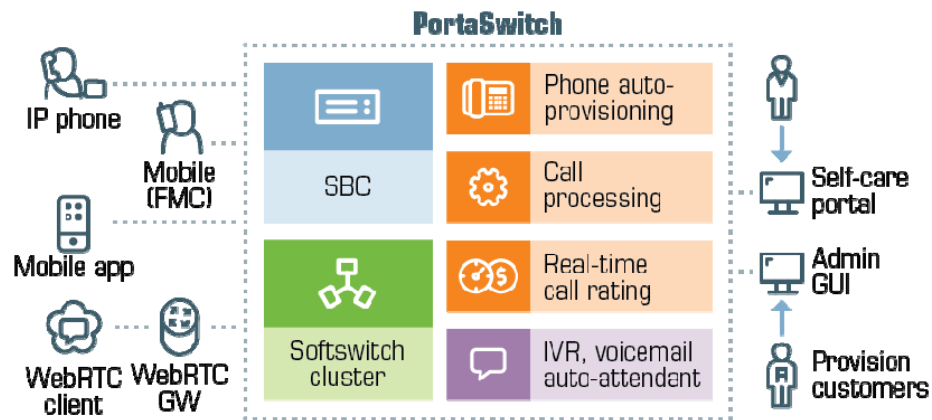 PortaSwitch
IP phone
Mobile
(FMC)
Mobile app
WebRTC
client
WebRTC
GW
SBC
Softswitch
cluster
Phone auto-
provisioning
Call
processing
Real-time
call rating
$
IVR, voicemail
auto-attendant
Self-care
portal
Admin
GUI
A
Provision
customers